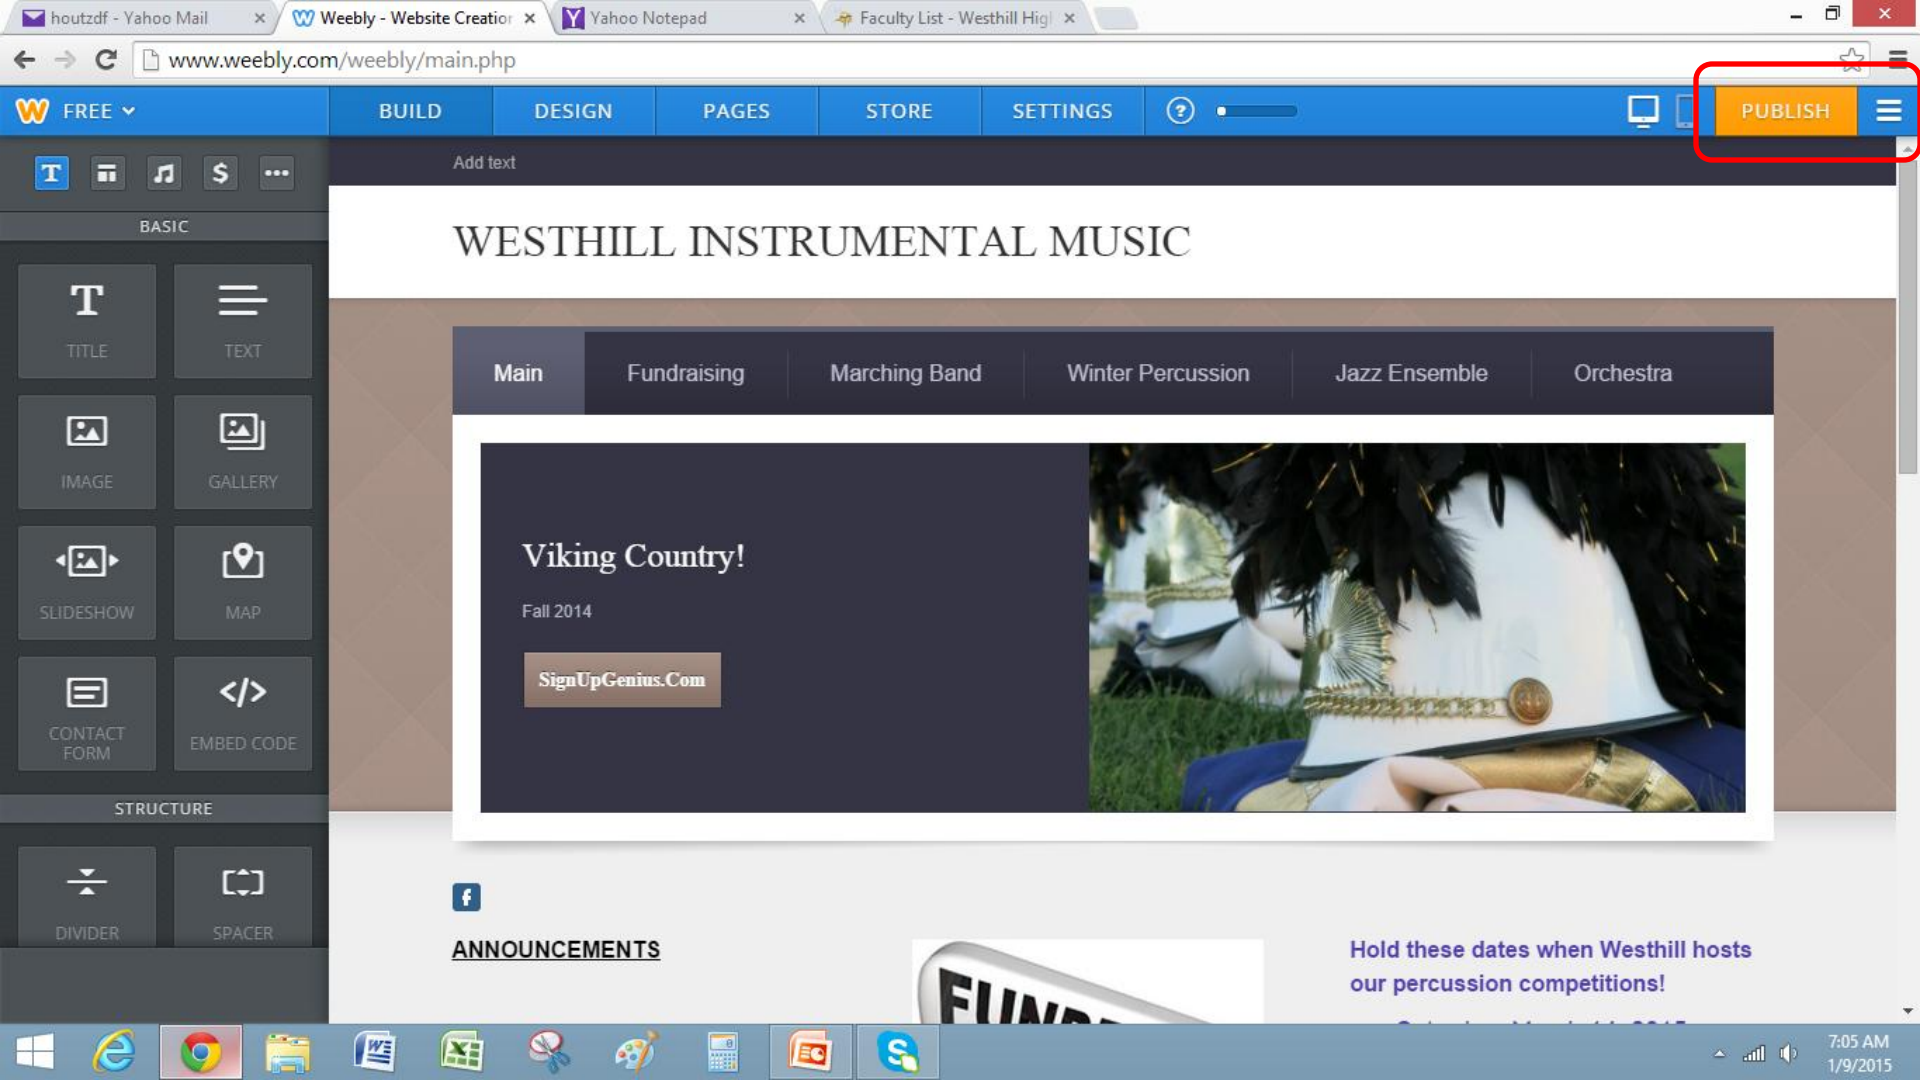 houtzdf - Yahoo Mail
Weebly - Website Creation
Yahoo Notepad
Faculty List - Westhill Higl
www.weebly.com/weebly/main.php
FREE
BUILD
DESIGN
PAGES
STORE
SETTINGS
?
PUBLISH
Add text
BASIC
WESTHILL INSTRUMENTAL MUSIC
TITLE
TEXT
Main
Fundraising
Marching Band
Winter Percussion
Jazz Ensemble
Orchestra
IMAGE
GALLERY
Viking Country!
Fall 2014
SLIDESHOW
MAP
SignUpGenius.Com
CONTACT
FORM
EMBED CODE
STRUCTURE
DIVIDER
SPACER
ANNOUNCEMENTS
Hold these dates when Westhill hosts
our percussion competitions!
7:05 AM
1/9/2015